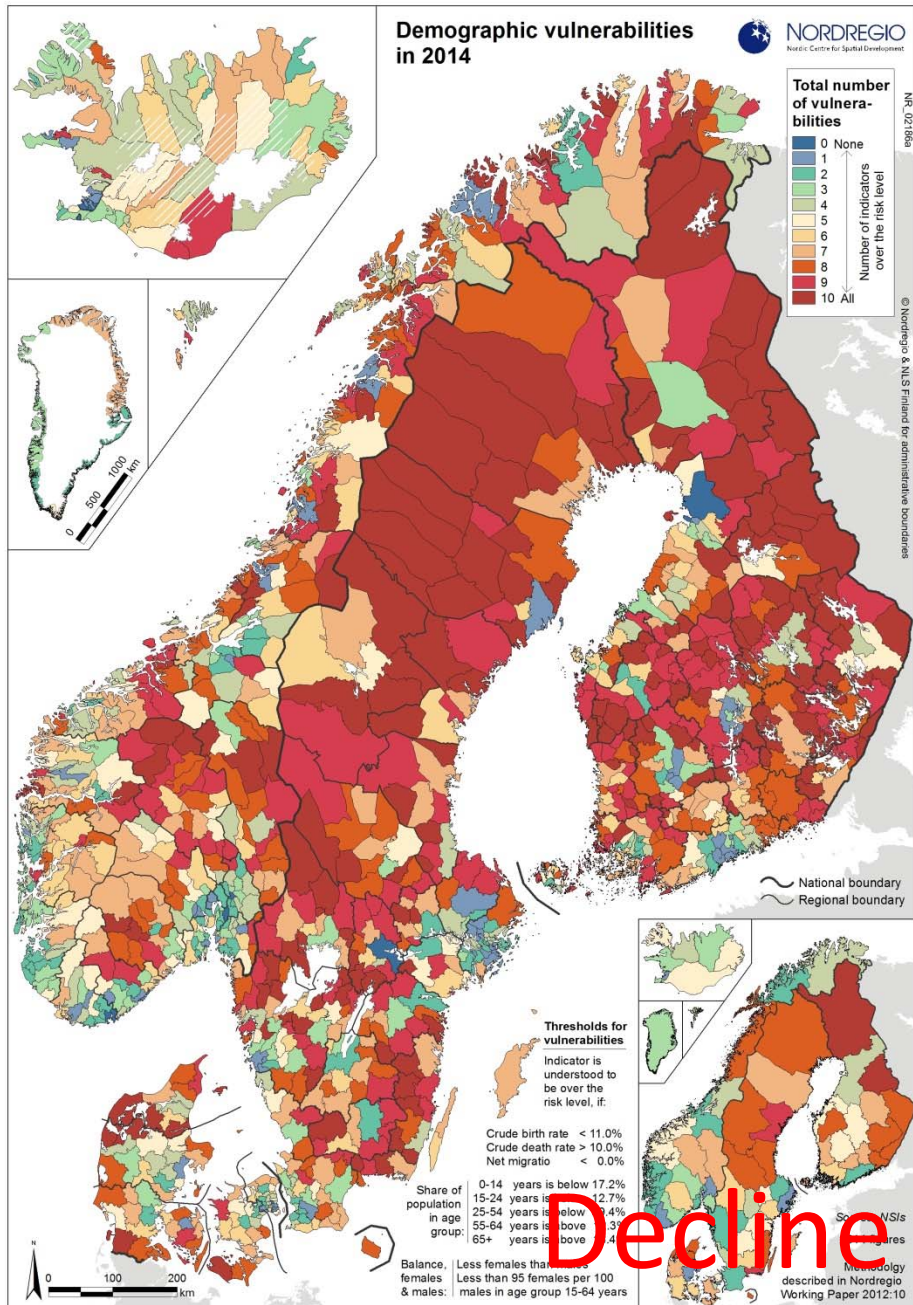 Demographic vulnerabilities
in 2014
NORDREGIO
Nordic Centre for Spatial Development
NR_02186a
Total number
of vulnera-
bilities
0 None
1
2
3
4
5
6
7
8
9
10 All
Number of indicators
over the risk level
© Nordregio & NLS Finland for administrative boundaries
0 500 1000
km
National boundary
Regional boundary
Thresholds for
vulnerabilities
Indicator is
understood to
be over the
risk level, if:
Crude birth rate < 11.0%
Crude death rate > 10.0%
Net migratio < 0.0%
Share of
population
in age
group:
0-14 years is below 17.2%
15-24 years is 12.7%
25-54 years is below
55-64 years is above
65+ years is above
Balance,
females
& males:
Less females than males
Less than 95 females per 100
males in age group 15-64 years
Decline
NSIs
figures
Methodolgy
described in Nordregio
Working Paper 2012:10
N
0 100 200
km